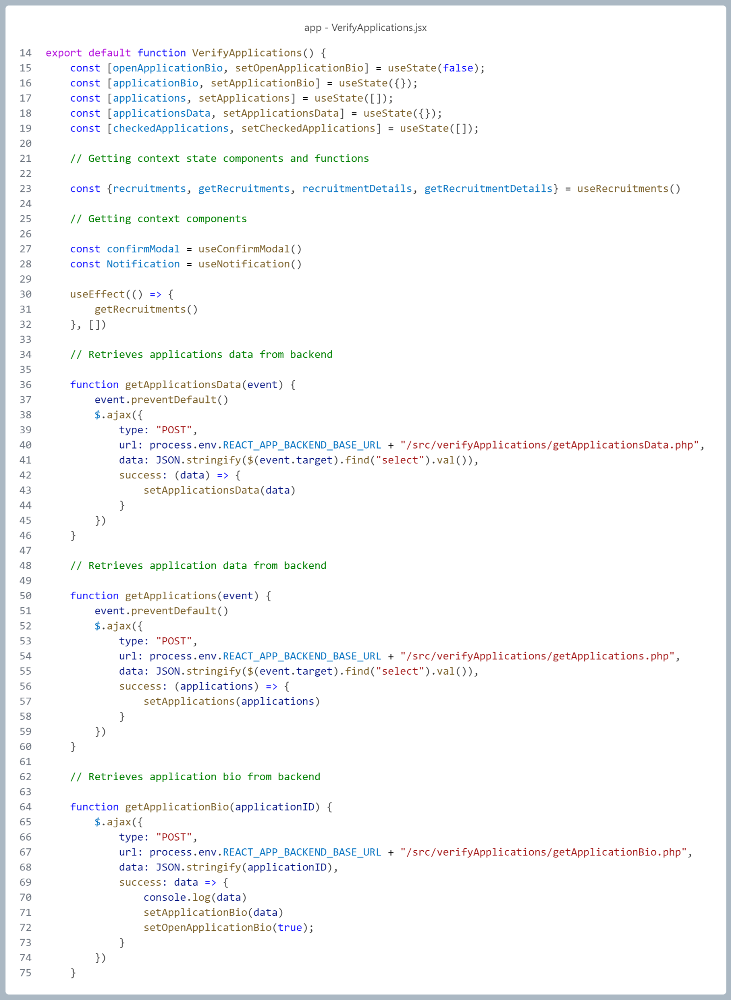 app - VerifyApplications.jsx
14 export default function VerifyApplications() {
15     const [openApplicationBio, setOpenApplicationBio] = useState(false);
16     const [applicationBio, setApplicationBio] = useState({});
17     const [applications, setApplications] = useState([]);
18     const [applicationsData, setApplicationsData] = useState({});
19     const [checkedApplications, setCheckedApplications] = useState([]);
20
21     // Getting context state components and functions
22
23     const {recruitments, getRecruitments, recruitmentDetails, getRecruitmentDetails} = useRecruitments()
24
25     // Getting context components
26
27     const confirmModal = useConfirmModal()
28     const Notification = useNotification()
29
30     useEffect(() => {
31         getRecruitments()
32     }, [])
33
34     // Retrieves applications data from backend
35
36     function getApplicationsData(event) {
37         event.preventDefault()
38         $.ajax({
39             type: "POST",
40             url: process.env.REACT_APP_BACKEND_BASE_URL + "/src/verifyApplications/getApplicationsData.php",
41             data: JSON.stringify($(event.target).find("select").val()),
42             success: (data) => {
43                 setApplicationsData(data)
44             }
45         })
46     }
47
48     // Retrieves application data from backend
49
50     function getApplications(event) {
51         event.preventDefault()
52         $.ajax({
53             type: "POST",
54             url: process.env.REACT_APP_BACKEND_BASE_URL + "/src/verifyApplications/getApplications.php",
55             data: JSON.stringify($(event.target).find("select").val()),
56             success: (applications) => {
57                 setApplications(applications)
58             }
59         })
60     }
61
62     // Retrieves application bio from backend
63
64     function getApplicationBio(applicationID) {
65         $.ajax({
66             type: "POST",
67             url: process.env.REACT_APP_BACKEND_BASE_URL + "/src/verifyApplications/getApplicationBio.php",
68             data: JSON.stringify(applicationID),
69             success: data => {
70                 console.log(data)
71                 setApplicationBio(data)
72                 setOpenApplicationBio(true);
73             }
74         })
75     }